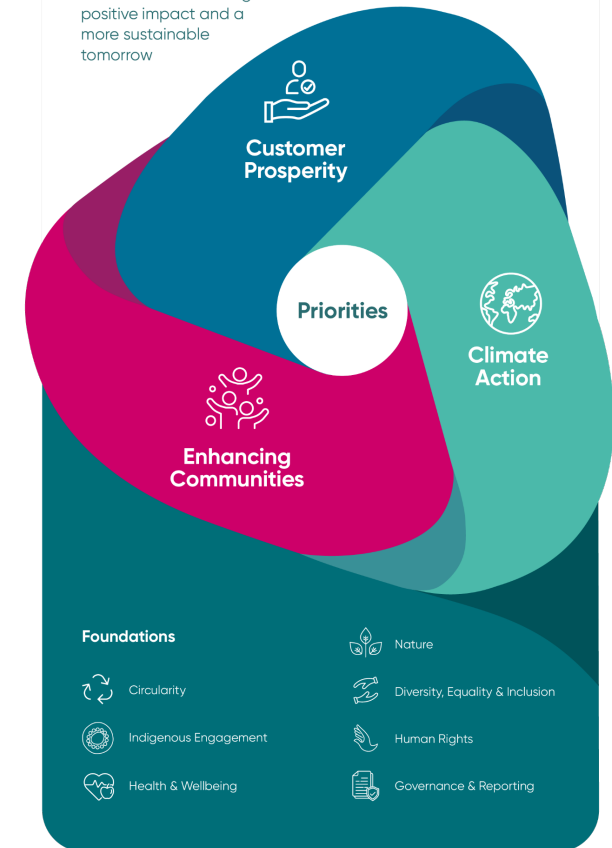 positive impact and a
more sustainable
tomorrow
Customer
Prosperity
Priorities
Climate
Action
Enhancing
Communities
Foundations
Circularity
Indigenous Engagement
Health & Wellbeing
Nature
Diversity, Equality & Inclusion
Human Rights
Governance & Reporting